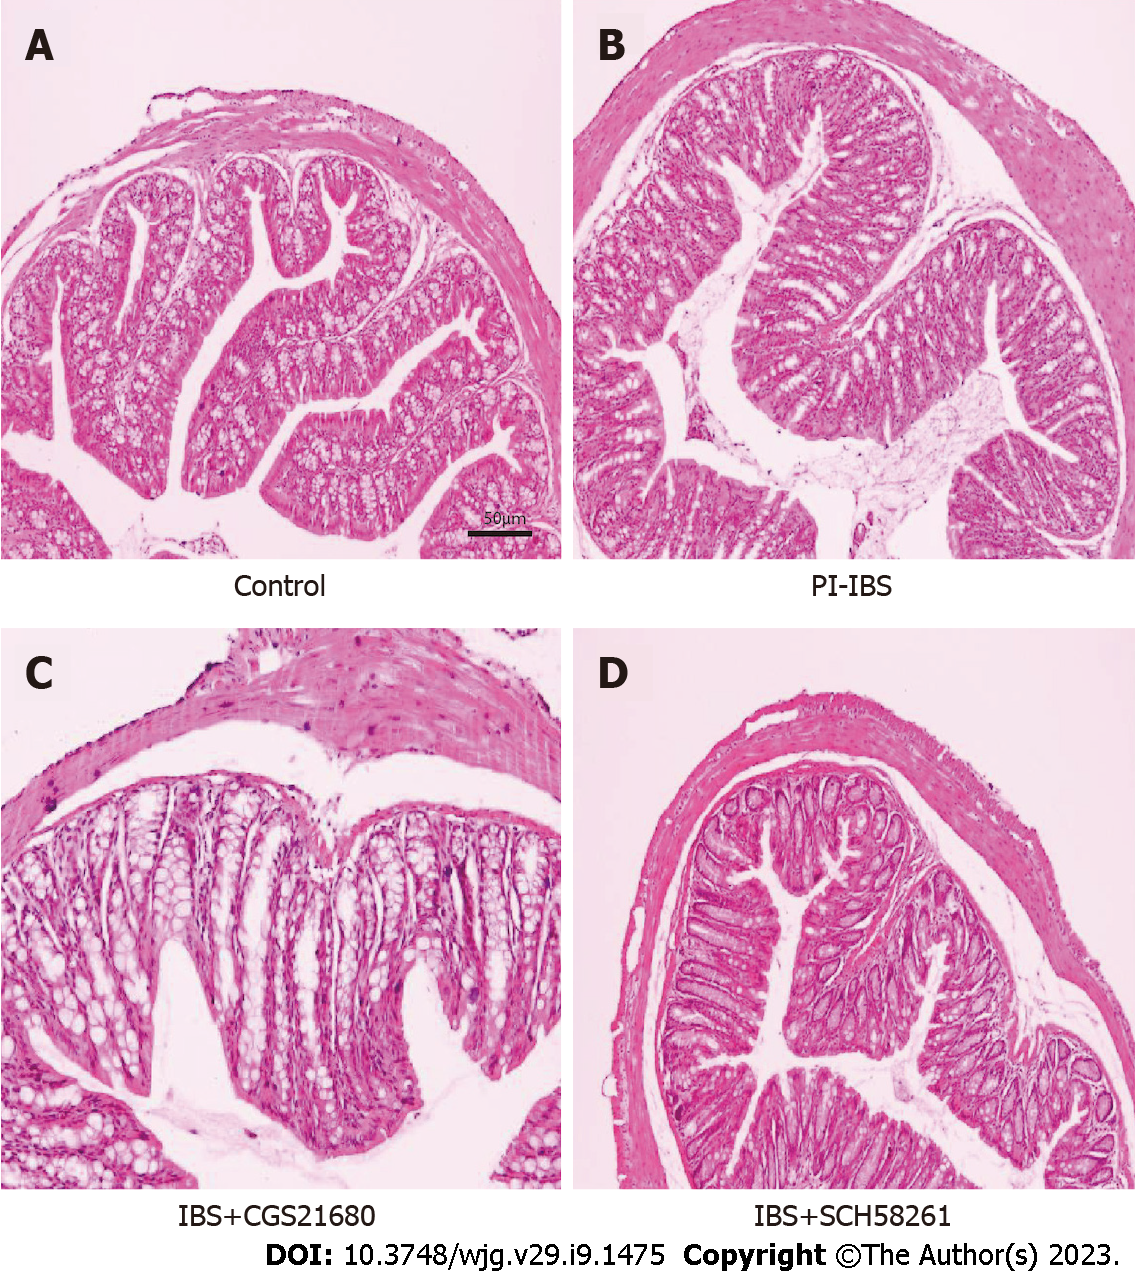 A
B
50μm
Control
PI-IBS
C
D
IBS+CGS21680
IBS+SCH58261
DOI: 10.3748/wjg.v29.i9.1475 Copyright ©The Author(s) 2023.